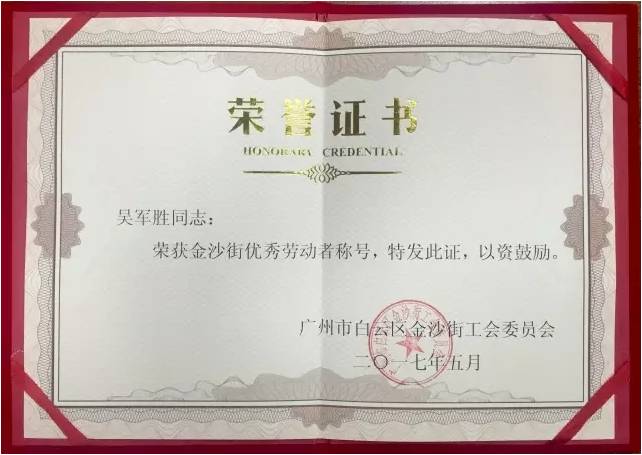 荣誉证书
HONORARY CREDENTIAL
吴军胜同志：
荣获金沙街优秀劳动者称号，特发此证，以资鼓励。
广州市白云区金沙街工会委员会
二〇一七年五月